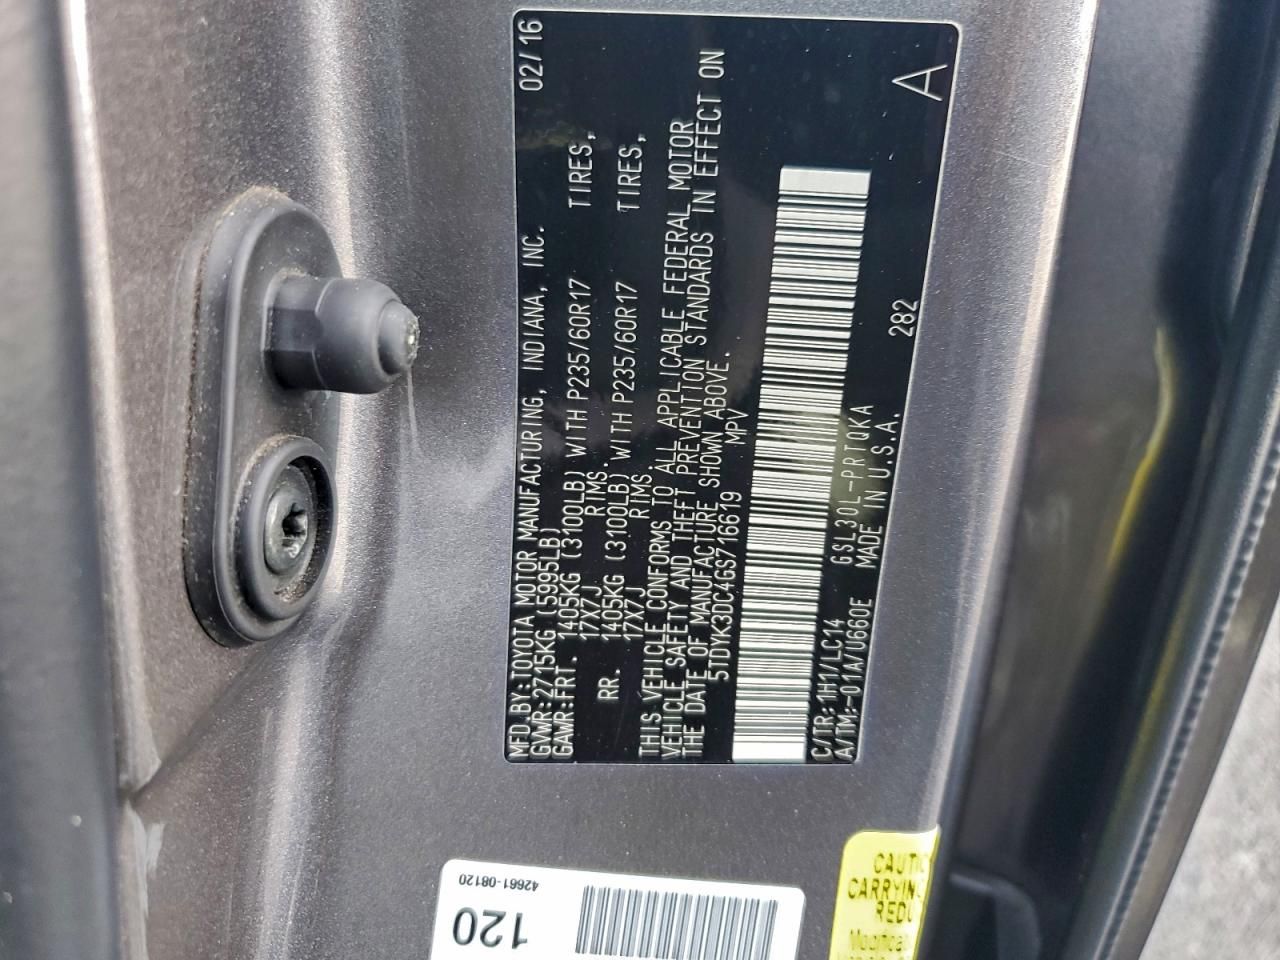 MFD.BY:TOYOTA MOTOR MANUFACTURING, INDIANA, INC. 02/16
GVWR:2715KG (5995LB)
GAWR:FRT. 1405KG (3100LB) WITH P235/60R17 TIRES,
17X7J RIMS.
RR. 1405KG (3100LB) WITH P235/60R17 TIRES,
17X7J RIMS
THIS VEHICLE CONFORMS TO ALL APPLICABLE FEDERAL MOTOR
VEHICLE SAFETY AND THEFT PREVENTION STANDARDS IN EFFECT ON
THE DATE OF MANUFACTURE SHOWN ABOVE.
5TDYK3DC4GS716619 MPV
C/TR:1H1/LC14 GSL30L-PRTQKA 282
A/TM:-01A/U660E MADE IN U.S.A.
A
120
42661-08120
CAUTIO
CARRYING
REDU
Modificat